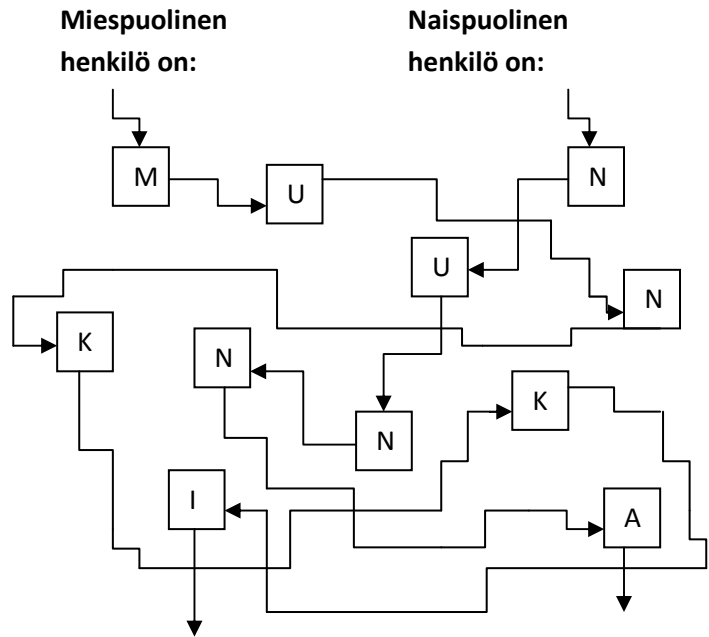 Miespuolinen
henkilö on:
Naispuolinen
henkilö on:
M
U
N
U
N
K
N
K
N
I
A